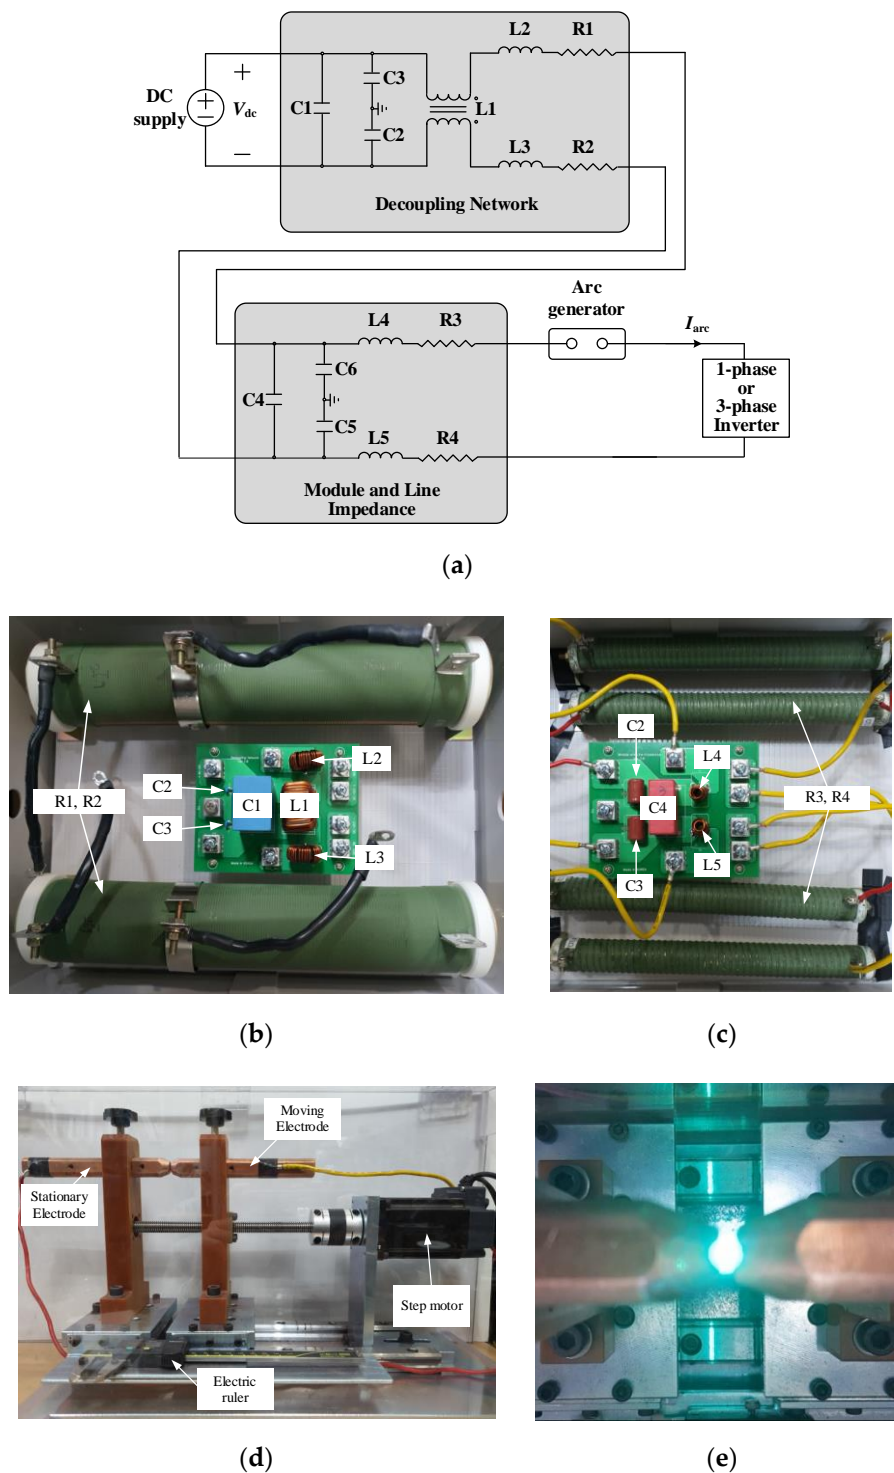 L2 R1
C3
DC
supply
+
V_dc
−
C1
L1
C2
L3 R2
Decoupling Network
Arc
generator
L4 R3
I_arc
C6
C4
1-phase
or
3-phase
Inverter
C5
L5 R4
Module and Line
Impedance
(a)
R1, R2
C2
C3
C1
L1
L2
L3
(b)
C2
L4
C4
R3, R4
C3
L5
(c)
Moving
Electrode
Stationary
Electrode
Step motor
Electric
ruler
(d)
(e)